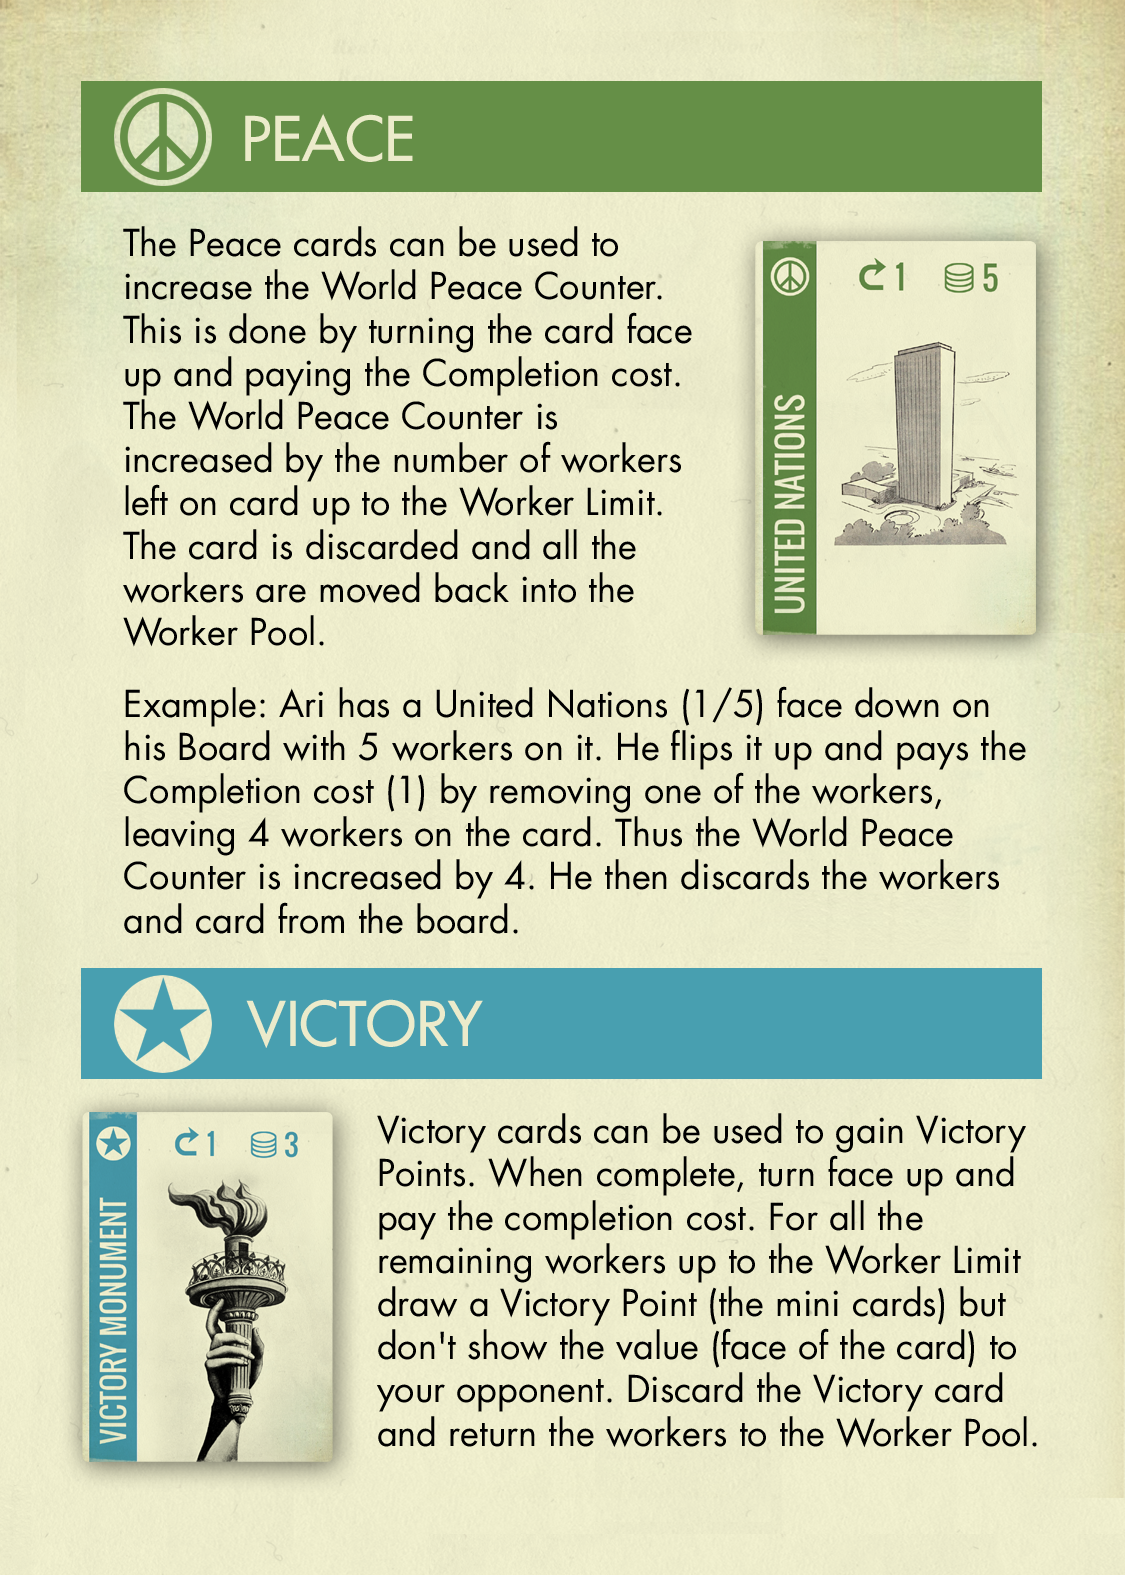 PEACE
The Peace cards can be used to
increase the World Peace Counter.
This is done by turning the card face
up and paying the Completion cost.
The World Peace Counter is
increased by the number of workers
left on card up to the Worker Limit.
The card is discarded and all the
workers are moved back into the
Worker Pool.
1 5
UNITED NATIONS
Example: Ari has a United Nations (1/5) face down on
his Board with 5 workers on it. He flips it up and pays the
Completion cost (1) by removing one of the workers,
leaving 4 workers on the card. Thus the World Peace
Counter is increased by 4. He then discards the workers
and card from the board.
VICTORY
1 3
VICTORY MONUMENT
Victory cards can be used to gain Victory
Points. When complete, turn face up and
pay the completion cost. For all the
remaining workers up to the Worker Limit
draw a Victory Point (the mini cards) but
don't show the value (face of the card) to
your opponent. Discard the Victory card
and return the workers to the Worker Pool.